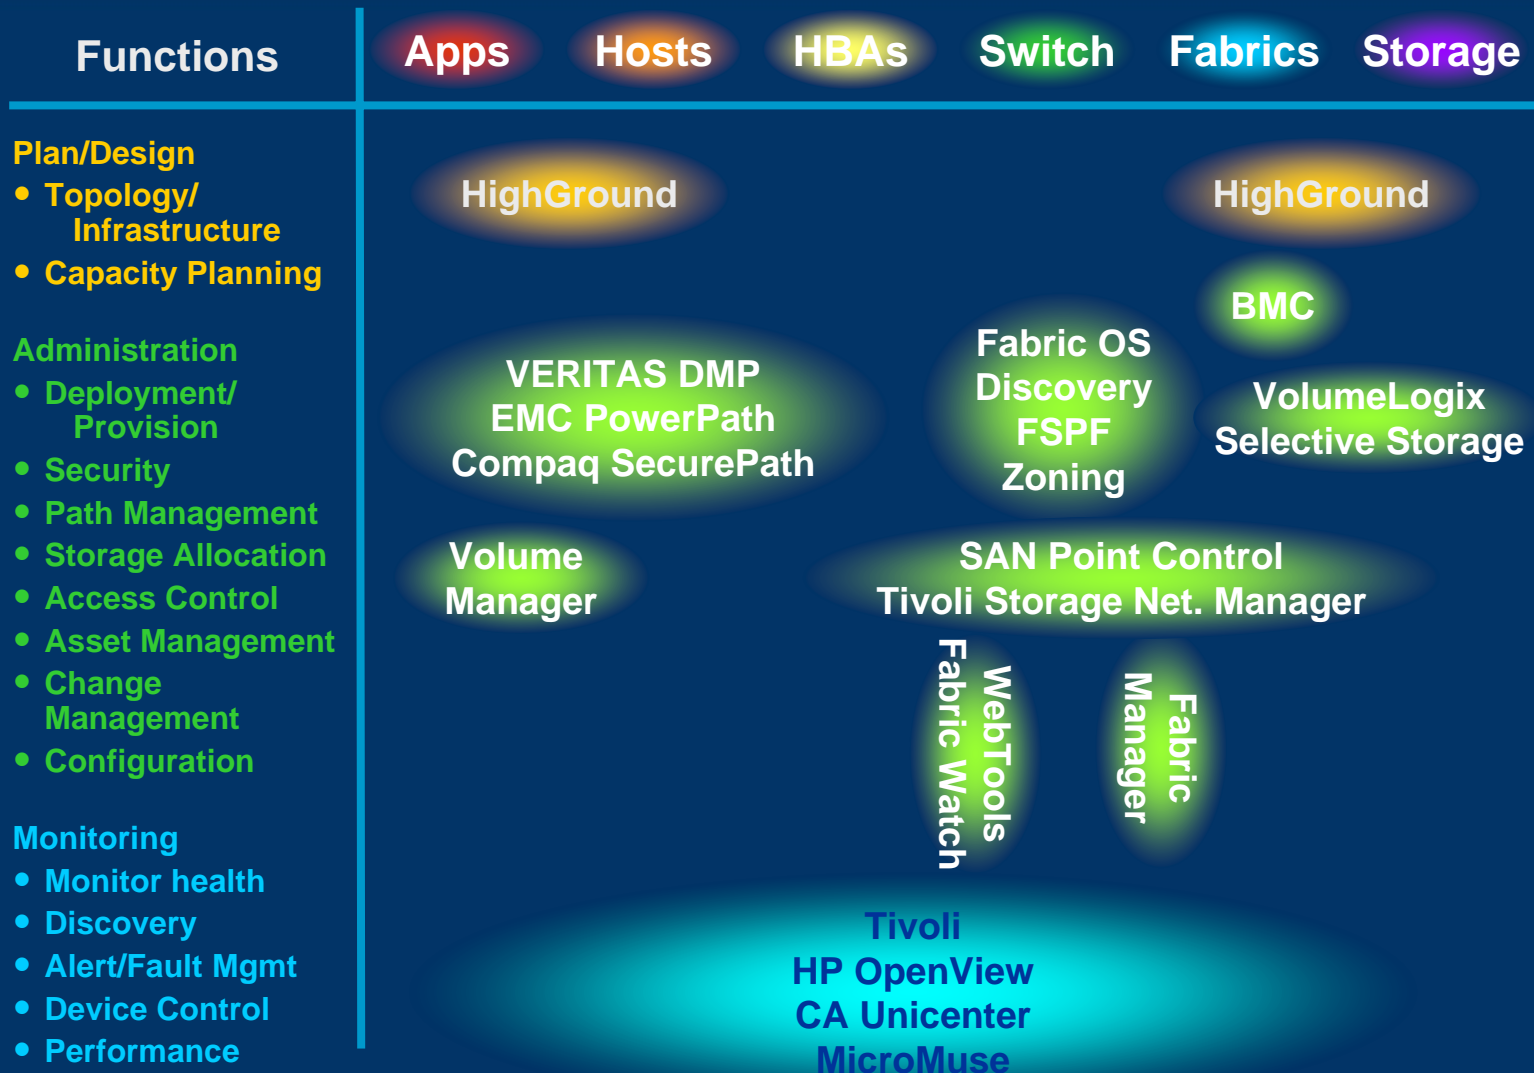 Functions
Apps
Hosts
HBAs
Switch
Fabrics
Storage
Plan/Design
• Topology/
Infrastructure
• Capacity Planning
Administration
• Deployment/
Provision
• Security
• Path Management
• Storage Allocation
• Access Control
• Asset Management
• Change
Management
• Configuration
Monitoring
• Monitor health
• Discovery
• Alert/Fault Mgmt
• Device Control
• Performance
HighGround
HighGround
BMC
VERITAS DMP
EMC PowerPath
Compaq SecurePath
Fabric OS
Discovery
FSPF
Zoning
VolumeLogix
Selective Storage
Volume
Manager
SAN Point Control
Tivoli Storage Net. Manager
WebTools
Fabric Watch
Fabric
Manager
Tivoli
HP OpenView
CA Unicenter
MicroMuse